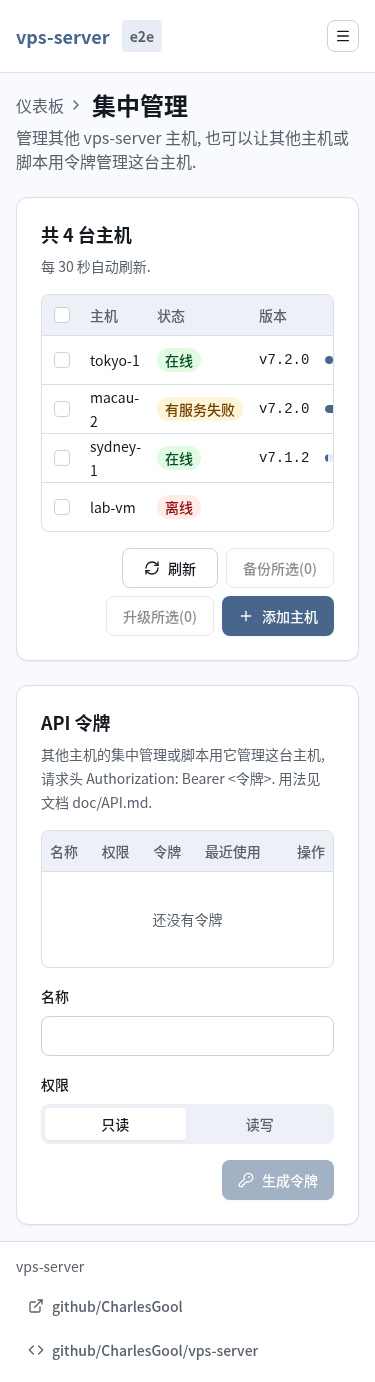 vps-server e2e
仪表板 集中管理
管理其他 vps-server 主机, 也可以让其他主机或
脚本用令牌管理这台主机.
共 4 台主机
每 30 秒自动刷新.
主机 状态 版本
tokyo-1 在线 v7.2.0
macau-
2 有服务失败 v7.2.0
sydney-
1 在线 v7.1.2
lab-vm 离线
刷新 备份所选(0)
升级所选(0) 添加主机
API 令牌
其他主机的集中管理或脚本用它管理这台主机,
请求头 Authorization: Bearer <令牌>. 用法见
文档 doc/API.md.
名称 权限 令牌 最近使用 操作
还没有令牌
名称
权限
只读 读写
生成令牌
vps-server
github/CharlesGool
github/CharlesGool/vps-server